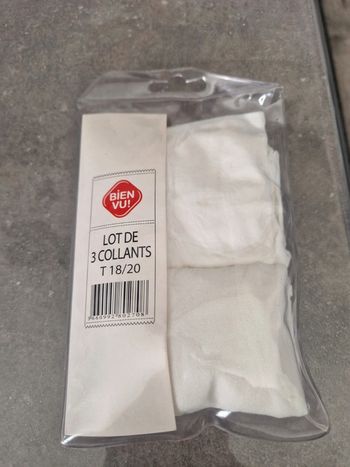 BIEN
VU!
LOT DE
3 COLLANTS
T 18/20